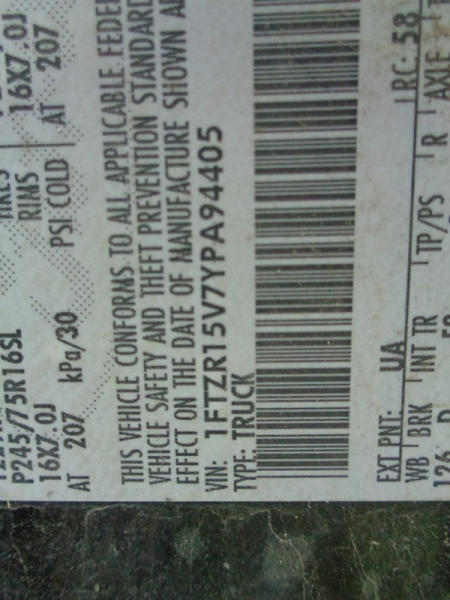 P245/75R16SL
16X7.0J 16X7.0J
RIMS
AT 207 kPa/30 PSI COLD AT 207
THIS VEHICLE CONFORMS TO ALL APPLICABLE
VEHICLE SAFETY AND THEFT PREVENTION STANDARD
EFFECT ON THE DATE OF MANUFACTURE SHOWN
VIN: 1FTZR15V7YPA94405
TYPE: TRUCK
EXT PNT: UA RC: 58
WB BRK INT TR TP/PS R AXLE
126